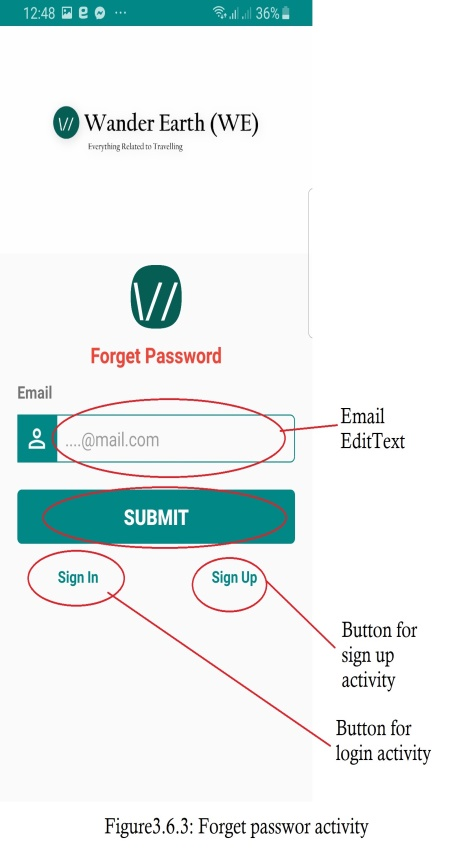 12:48 ... 36%
Wander Earth (WE)
Everything Related to Travelling
Forget Password
Email
....@mail.com
Email
EditText
SUBMIT
Sign In
Sign Up
Button for
sign up
activity
Button for
login activity
Figure3.6.3: Forget passwor activity